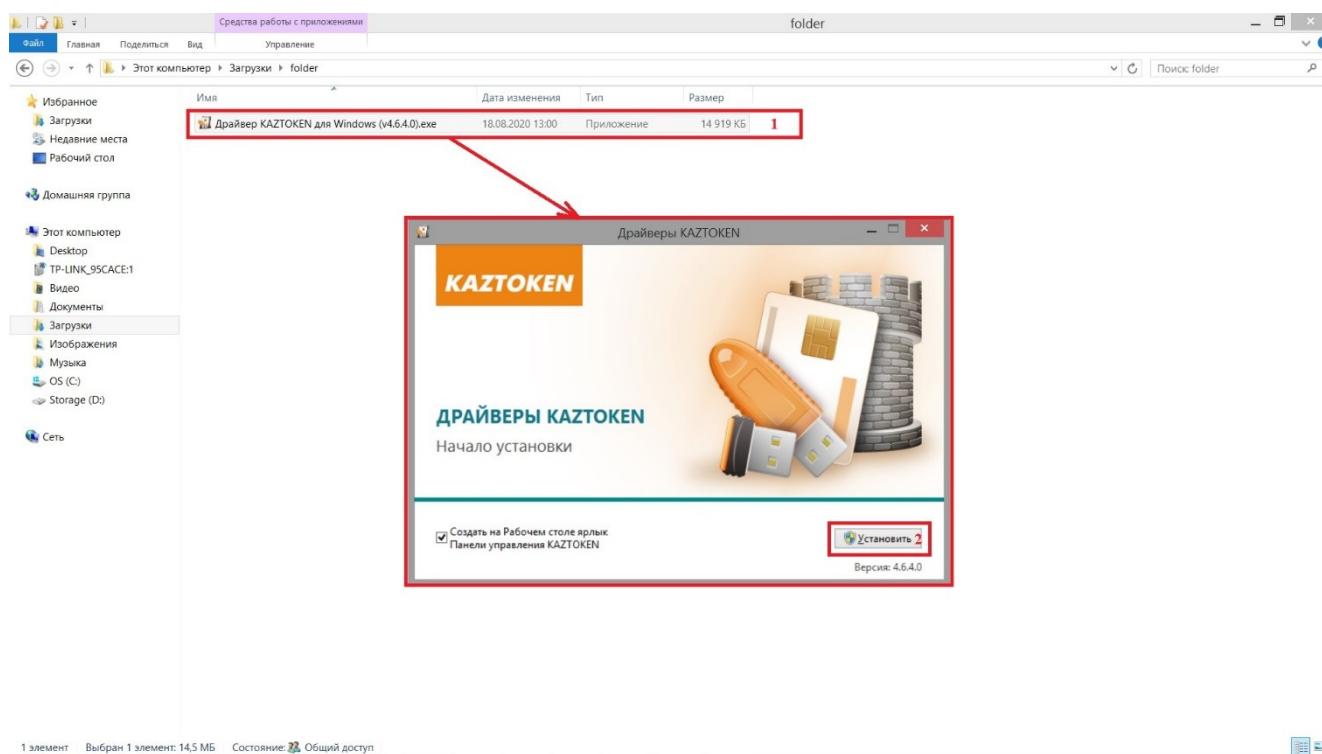 Средства работы с приложениями
folder
Файл Главная Поделиться Вид Управление
Этот компьютер Загрузки folder
Поиск: folder
Имя Дата изменения Тип Размер
Драйвер KAZTOKEN для Windows (v4.6.4.0).exe 18.08.2020 13:00 Приложение 14 919 КБ 1
Избранное
Загрузки
Недавние места
Рабочий стол
Домашняя группа
Этот компьютер
Desktop
TP-LINK_95CACE:1
Видео
Документы
Загрузки
Изображения
Музыка
OS (C:)
Storage (D:)
Сеть
Драйверы KAZTOKEN
KAZTOKEN
ДРАЙВЕРЫ KAZTOKEN
Начало установки
Создать на Рабочем столе ярлык
Панели управления KAZTOKEN
Установить 2
Версия: 4.6.4.0
1 элемент Выбран 1 элемент: 14,5 МБ Состояние: Общий доступ